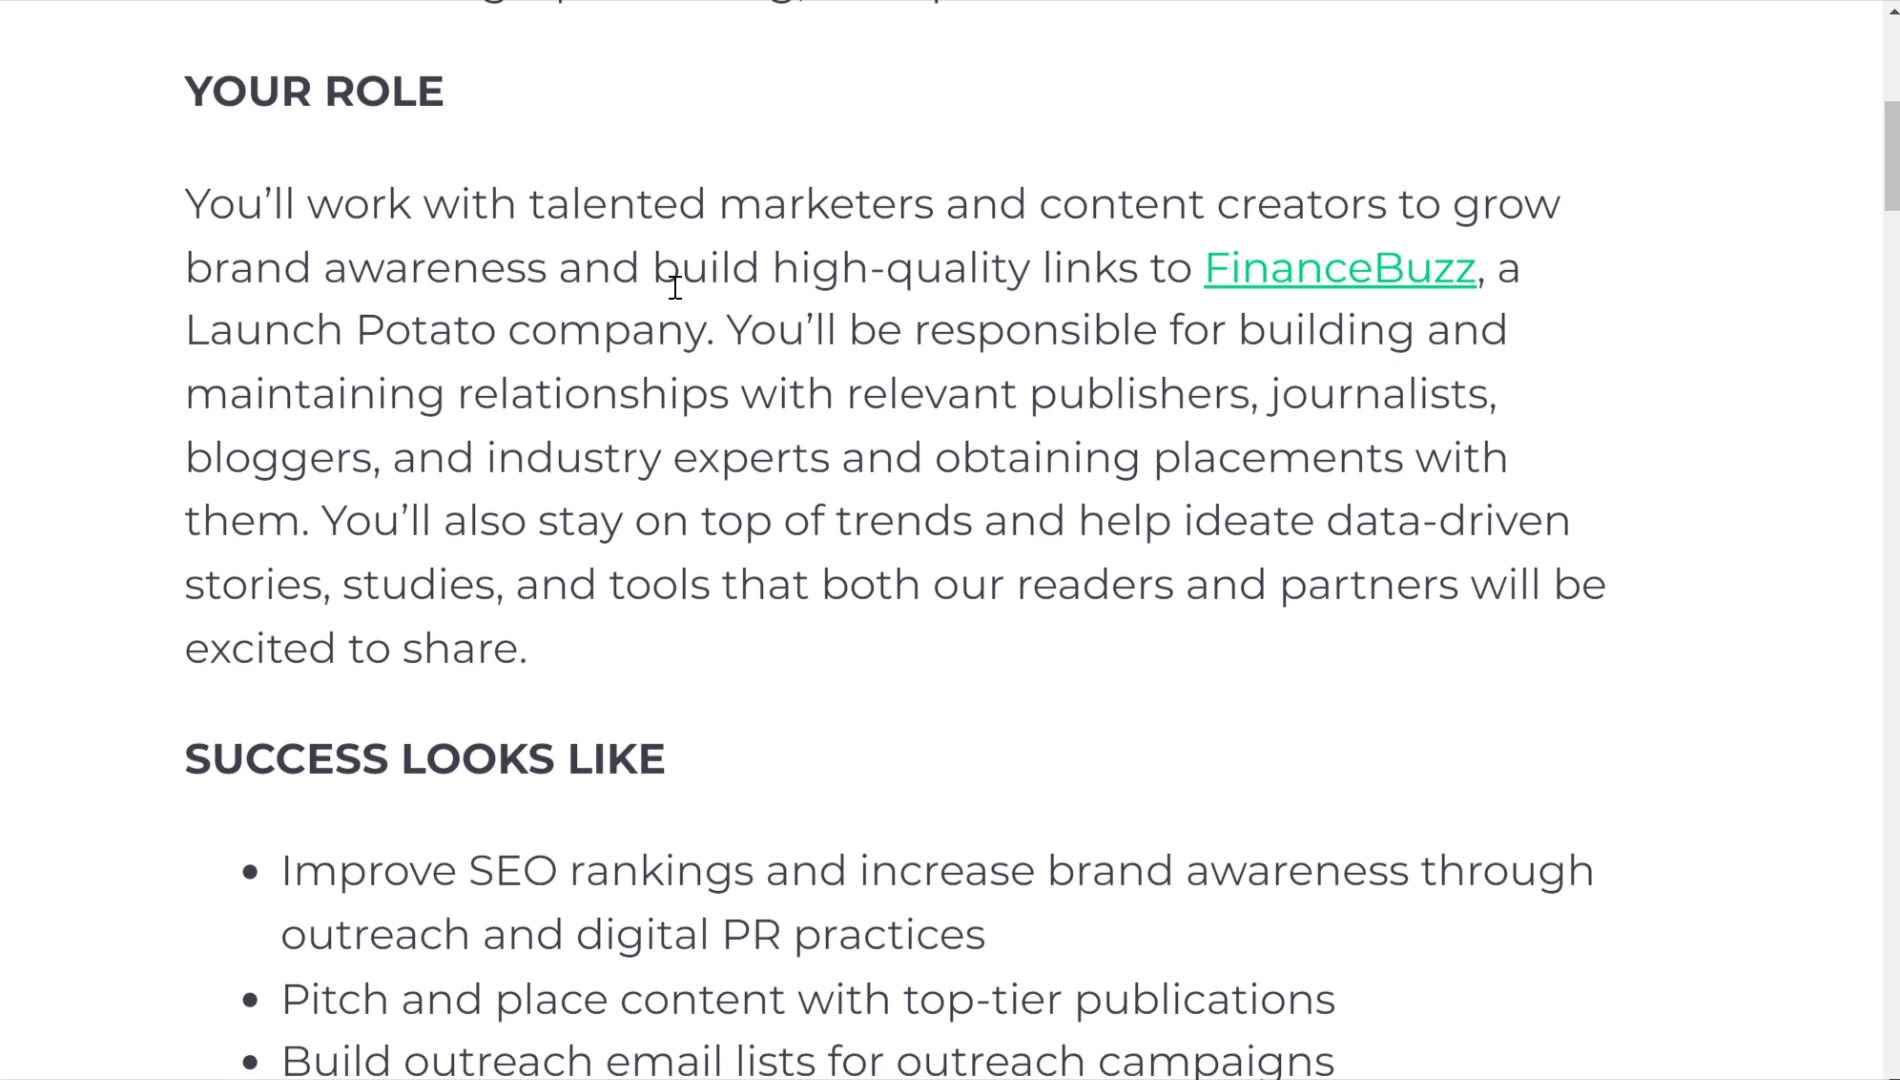 YOUR ROLE
You’ll work with talented marketers and content creators to grow
brand awareness and build high-quality links to FinanceBuzz, a
Launch Potato company. You’ll be responsible for building and
maintaining relationships with relevant publishers, journalists,
bloggers, and industry experts and obtaining placements with
them. You’ll also stay on top of trends and help ideate data-driven
stories, studies, and tools that both our readers and partners will be
excited to share.
SUCCESS LOOKS LIKE
• Improve SEO rankings and increase brand awareness through
outreach and digital PR practices
• Pitch and place content with top-tier publications
• Build outreach email lists for outreach campaigns